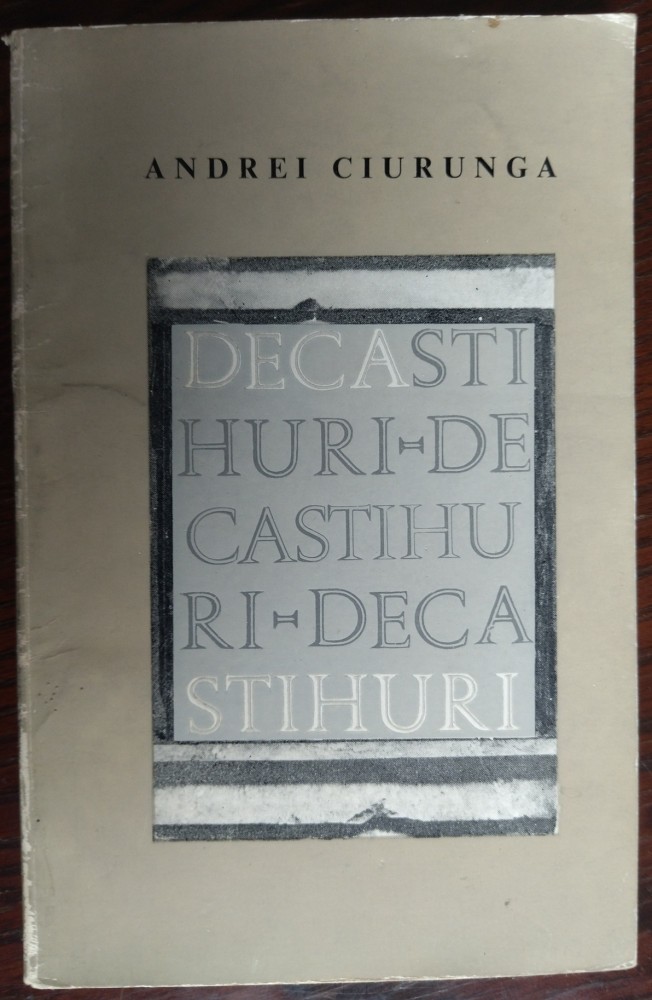 ANDREI CIURUNGA
DECASTI
HURI-DE
CASTIHU
RI-DECA
STIHURI